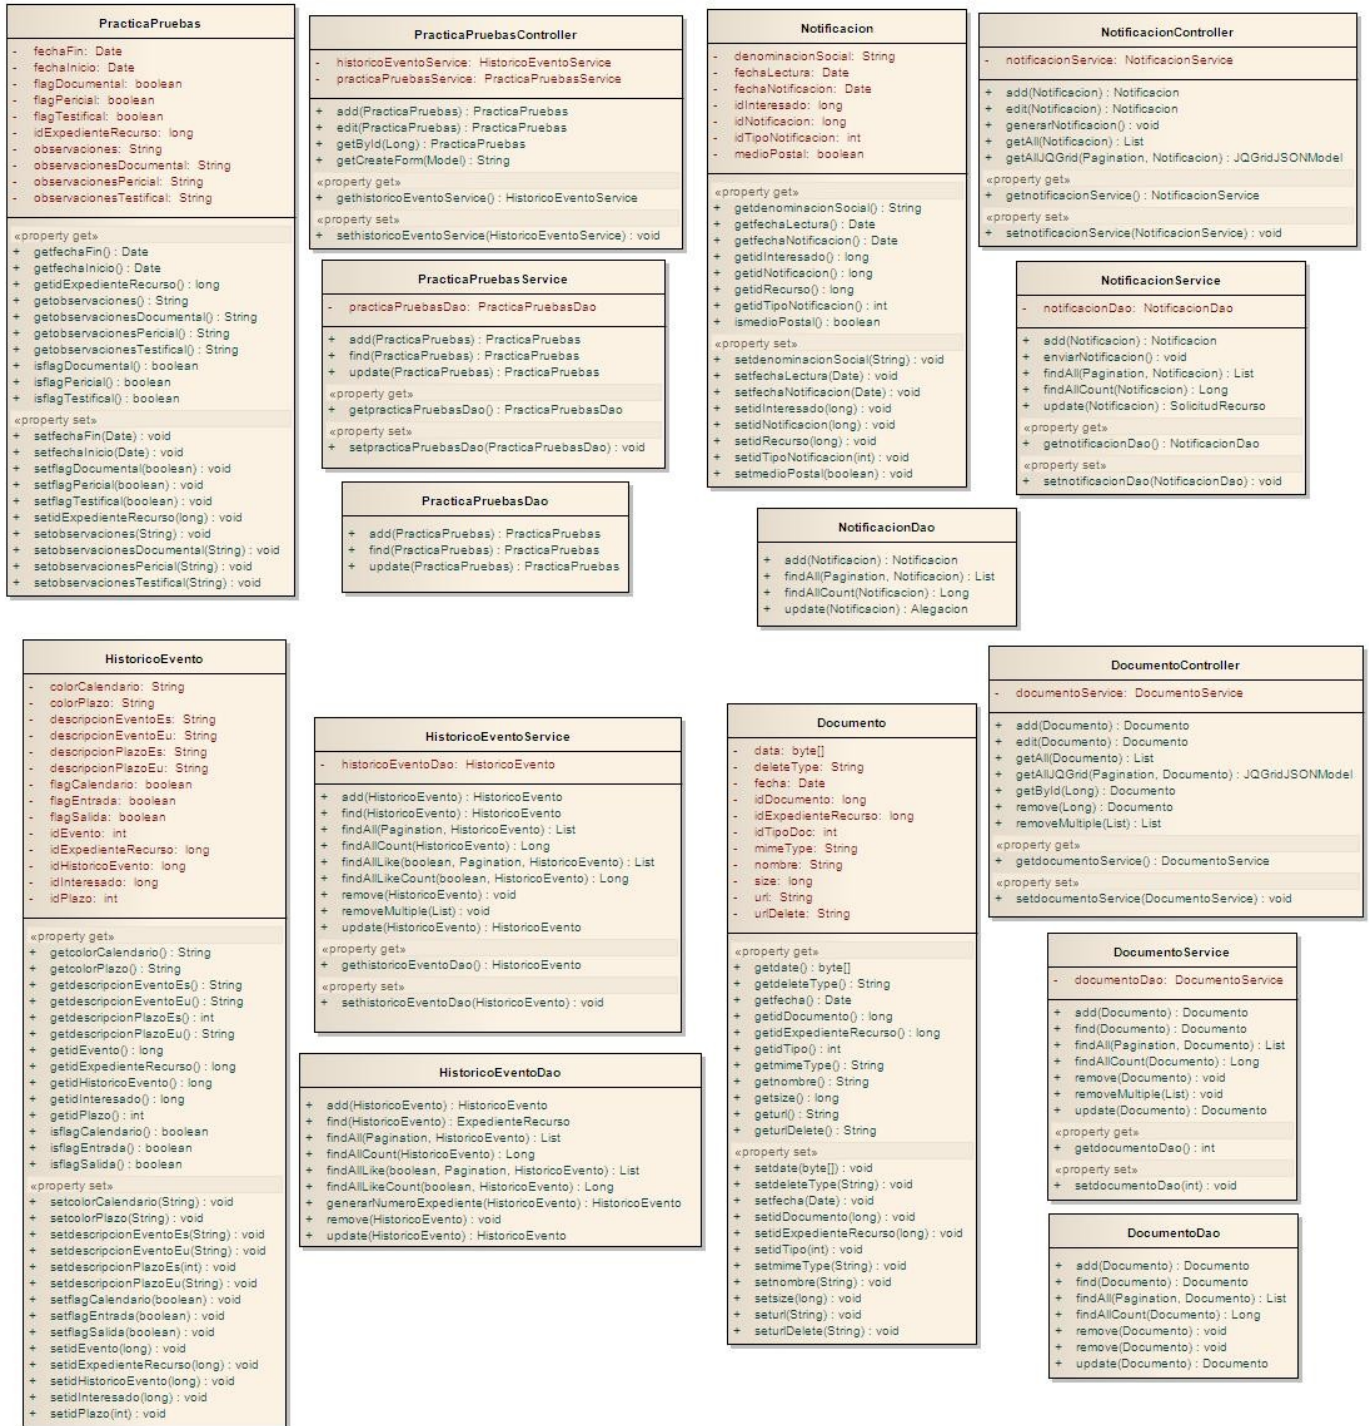 PracticaPruebas
- fechaFin: Date
- fechaInicio: Date
- flagDocumental: boolean
- flagPericial: boolean
- flagTestifical: boolean
- idExpedienteRecurso: long
- observaciones: String
- observacionesDocumental: String
- observacionesPericial: String
- observacionesTestifical: String
«property get»
+ getfechaFin() : Date
+ getfechaInicio() : Date
+ getidExpedienteRecurso() : long
+ getobservaciones() : String
+ getobservacionesDocumental() : String
+ getobservacionesPericial() : String
+ getobservacionesTestifical() : String
+ isflagDocumental() : boolean
+ isflagPericial() : boolean
+ isflagTestifical() : boolean
«property set»
+ setfechaFin(Date) : void
+ setfechaInicio(Date) : void
+ setflagDocumental(boolean) : void
+ setflagPericial(boolean) : void
+ setflagTestifical(boolean) : void
+ setidExpedienteRecurso(long) : void
+ setobservaciones(String) : void
+ setobservacionesDocumental(String) : void
+ setobservacionesPericial(String) : void
+ setobservacionesTestifical(String) : void
PracticaPruebasController
- historicoEventoService: HistoricoEventoService
- practicaPruebasService: PracticaPruebasService
+ add(PracticaPruebas) : PracticaPruebas
+ edit(PracticaPruebas) : PracticaPruebas
+ getById(Long) : PracticaPruebas
+ getCreateForm(Model) : String
«property get»
+ gethistoricoEventoService() : HistoricoEventoService
«property set»
+ sethistoricoEventoService(HistoricoEventoService) : void
PracticaPruebasService
- practicaPruebasDao: PracticaPruebasDao
+ add(PracticaPruebas) : PracticaPruebas
+ find(PracticaPruebas) : PracticaPruebas
+ update(PracticaPruebas) : PracticaPruebas
«property get»
+ getpracticaPruebasDao() : PracticaPruebasDao
«property set»
+ setpracticaPruebasDao(PracticaPruebasDao) : void
PracticaPruebasDao
+ add(PracticaPruebas) : PracticaPruebas
+ find(PracticaPruebas) : PracticaPruebas
+ update(PracticaPruebas) : PracticaPruebas
Notificacion
- denominacionSocial: String
- fechaLectura: Date
- fechaNotificacion: Date
- idInteresado: long
- idNotificacion: long
- idTipoNotificacion: int
- medioPostal: boolean
«property get»
+ getdenominacionSocial() : String
+ getfechaLectura() : Date
+ getfechaNotificacion() : Date
+ getidInteresado() : long
+ getidNotificacion() : long
+ getidRecurso() : long
+ getidTipoNotificacion() : int
+ ismedioPostal() : boolean
«property set»
+ setdenominacionSocial(String) : void
+ setfechaLectura(Date) : void
+ setfechaNotificacion(Date) : void
+ setidInteresado(long) : void
+ setidNotificacion(long) : void
+ setidRecurso(long) : void
+ setidTipoNotificacion(int) : void
+ setmedioPostal(boolean) : void
NotificacionController
- notificacionService: NotificacionService
+ add(Notificacion) : Notificacion
+ edit(Notificacion) : Notificacion
+ generarNotificacion() : void
+ getAll(Notificacion) : List
+ getAllJQGrid(Pagination, Notificacion) : JQGridJSONModel
«property get»
+ getnotificacionService() : NotificacionService
«property set»
+ setnotificacionService(NotificacionService) : void
NotificacionService
- notificacionDao: NotificacionDao
+ add(Notificacion) : Notificacion
+ enviarNotificacion() : void
+ findAll(Pagination, Notificacion) : List
+ findAllCount(Notificacion) : Long
+ update(Notificacion) : SolicitudRecurso
«property get»
+ getnotificacionDao() : NotificacionDao
«property set»
+ setnotificacionDao(NotificacionDao) : void
NotificacionDao
+ add(Notificacion) : Notificacion
+ findAll(Pagination, Notificacion) : List
+ findAllCount(Notificacion) : Long
+ update(Notificacion) : Alegacion
HistoricoEvento
- colorCalendario: String
- colorPlazo: String
- descripcionEventoEs: String
- descripcionEventoEu: String
- descripcionPlazoEs: String
- descripcionPlazoEu: String
- flagCalendario: boolean
- flagEntrada: boolean
- flagSalida: boolean
- idEvento: int
- idExpedienteRecurso: long
- idHistoricoEvento: long
- idInteresado: long
- idPlazo: int
«property get»
+ getcolorCalendario() : String
+ getcolorPlazo() : String
+ getdescripcionEventoEs() : String
+ getdescripcionEventoEu() : String
+ getdescripcionPlazoEs() : int
+ getdescripcionPlazoEu() : String
+ getidEvento() : long
+ getidExpedienteRecurso() : long
+ getidHistoricoEvento() : long
+ getidInteresado() : long
+ getidPlazo() : int
+ isflagCalendario() : boolean
+ isflagEntrada() : boolean
+ isflagSalida() : boolean
«property set»
+ setcolorCalendario(String) : void
+ setcolorPlazo(String) : void
+ setdescripcionEventoEs(String) : void
+ setdescripcionEventoEu(String) : void
+ setdescripcionPlazoEs(int) : void
+ setdescripcionPlazoEu(String) : void
+ setflagCalendario(boolean) : void
+ setflagEntrada(boolean) : void
+ setflagSalida(boolean) : void
+ setidEvento(long) : void
+ setidExpedienteRecurso(long) : void
+ setidHistoricoEvento(long) : void
+ setidInteresado(long) : void
+ setidPlazo(int) : void
HistoricoEventoService
- historicoEventoDao: HistoricoEvento
+ add(HistoricoEvento) : HistoricoEvento
+ find(HistoricoEvento) : HistoricoEvento
+ findAll(Pagination, HistoricoEvento) : List
+ findAllCount(HistoricoEvento) : Long
+ findAllLike(boolean, Pagination, HistoricoEvento) : List
+ findAllLikeCount(boolean, HistoricoEvento) : Long
+ remove(HistoricoEvento) : void
+ removeMultiple(List) : void
+ update(HistoricoEvento) : HistoricoEvento
«property get»
+ gethistoricoEventoDao() : HistoricoEvento
«property set»
+ sethistoricoEventoDao(HistoricoEvento) : void
HistoricoEventoDao
+ add(HistoricoEvento) : HistoricoEvento
+ find(HistoricoEvento) : ExpedienteRecurso
+ findAll(Pagination, HistoricoEvento) : List
+ findAllCount(HistoricoEvento) : Long
+ findAllLike(boolean, Pagination, HistoricoEvento) : List
+ findAllLikeCount(boolean, HistoricoEvento) : Long
+ generarNumeroExpediente(HistoricoEvento) : HistoricoEvento
+ remove(HistoricoEvento) : void
+ update(HistoricoEvento) : HistoricoEvento
Documento
- data: byte[]
- deleteType: String
- fecha: Date
- idDocumento: long
- idExpedienteRecurso: long
- idTipoDoc: int
- mimeType: String
- nombre: String
- size: long
- url: String
- urlDelete: String
«property get»
+ getdate() : byte[]
+ getdeleteType() : String
+ getfecha() : Date
+ getidDocumento() : long
+ getidExpedienteRecurso() : long
+ getidTipo() : int
+ getmimeType() : String
+ getnombre() : String
+ getsize() : long
+ geturl() : String
+ geturlDelete() : String
«property set»
+ setdate(byte[]) : void
+ setdeleteType(String) : void
+ setfecha(Date) : void
+ setidDocumento(long) : void
+ setidExpedienteRecurso(long) : void
+ setidTipo(int) : void
+ setmimeType(String) : void
+ setnombre(String) : void
+ setsize(long) : void
+ seturl(String) : void
+ seturlDelete(String) : void
DocumentoController
- documentoService: DocumentoService
+ add(Documento) : Documento
+ edit(Documento) : Documento
+ getAll(Documento) : List
+ getAllJQGrid(Pagination, Documento) : JQGridJSONModel
+ getById(Long) : Documento
+ remove(Long) : Documento
+ removeMultiple(List) : List
«property get»
+ getdocumentoService() : DocumentoService
«property set»
+ setdocumentoService(DocumentoService) : void
DocumentoService
- documentoDao: DocumentoService
+ add(Documento) : Documento
+ find(Documento) : Documento
+ findAll(Pagination, Documento) : List
+ findAllCount(Documento) : Long
+ remove(Documento) : void
+ removeMultiple(List) : void
+ update(Documento) : Documento
«property get»
+ getdocumentoDao() : int
«property set»
+ setdocumentoDao(int) : void
DocumentoDao
+ add(Documento) : Documento
+ find(Documento) : Documento
+ findAll(Pagination, Documento) : List
+ findAllCount(Documento) : Long
+ remove(Documento) : void
+ remove(Documento) : void
+ update(Documento) : Documento